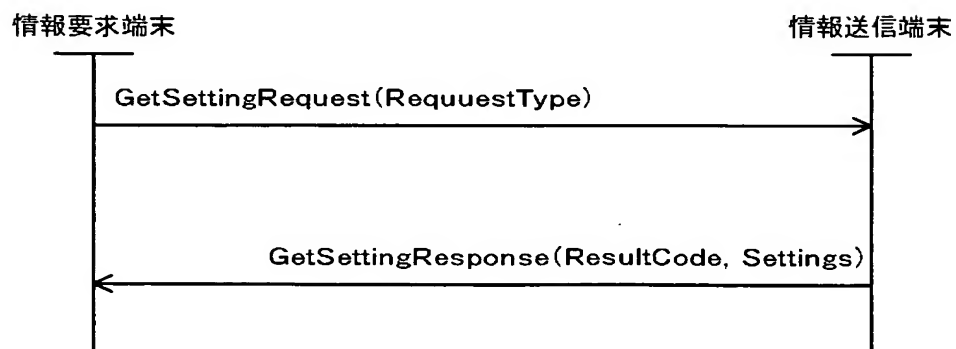 情報要求端末
情報送信端末
GetSettingRequest(RequuestType)
GetSettingResponse(ResultCode, Settings)